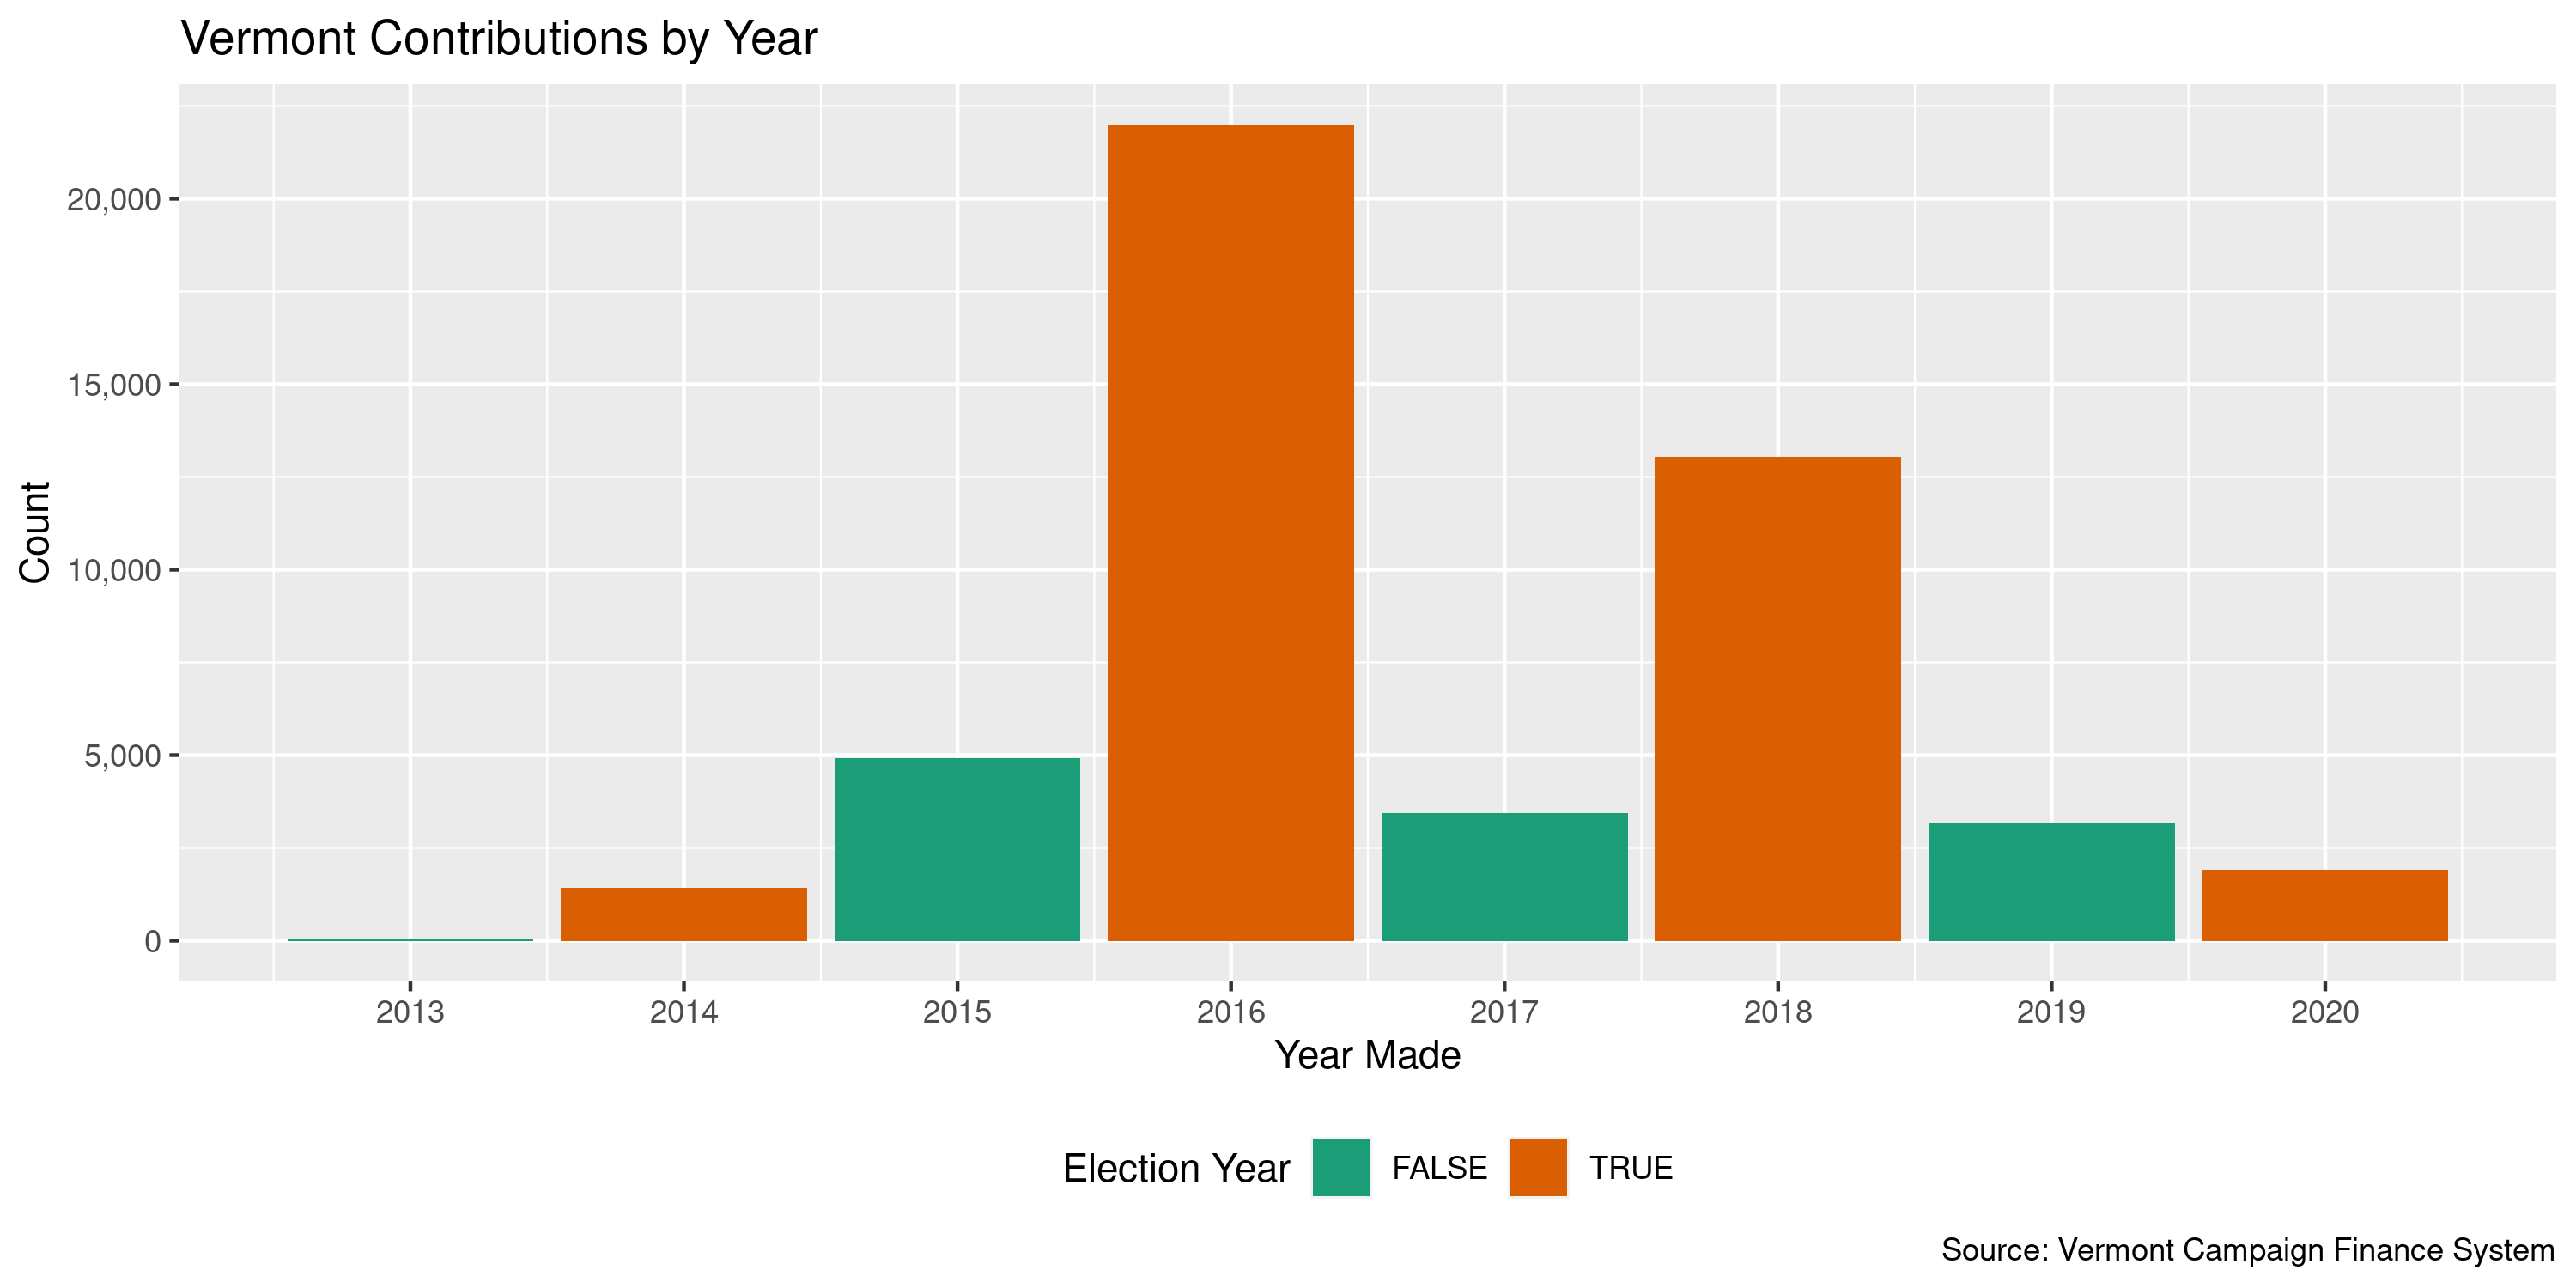 Vermont Contributions by Year
Count
20,000
15,000
10,000
5,000
0
2013 2014 2015 2016 2017 2018 2019 2020
Year Made
Election Year FALSE TRUE
Source: Vermont Campaign Finance System